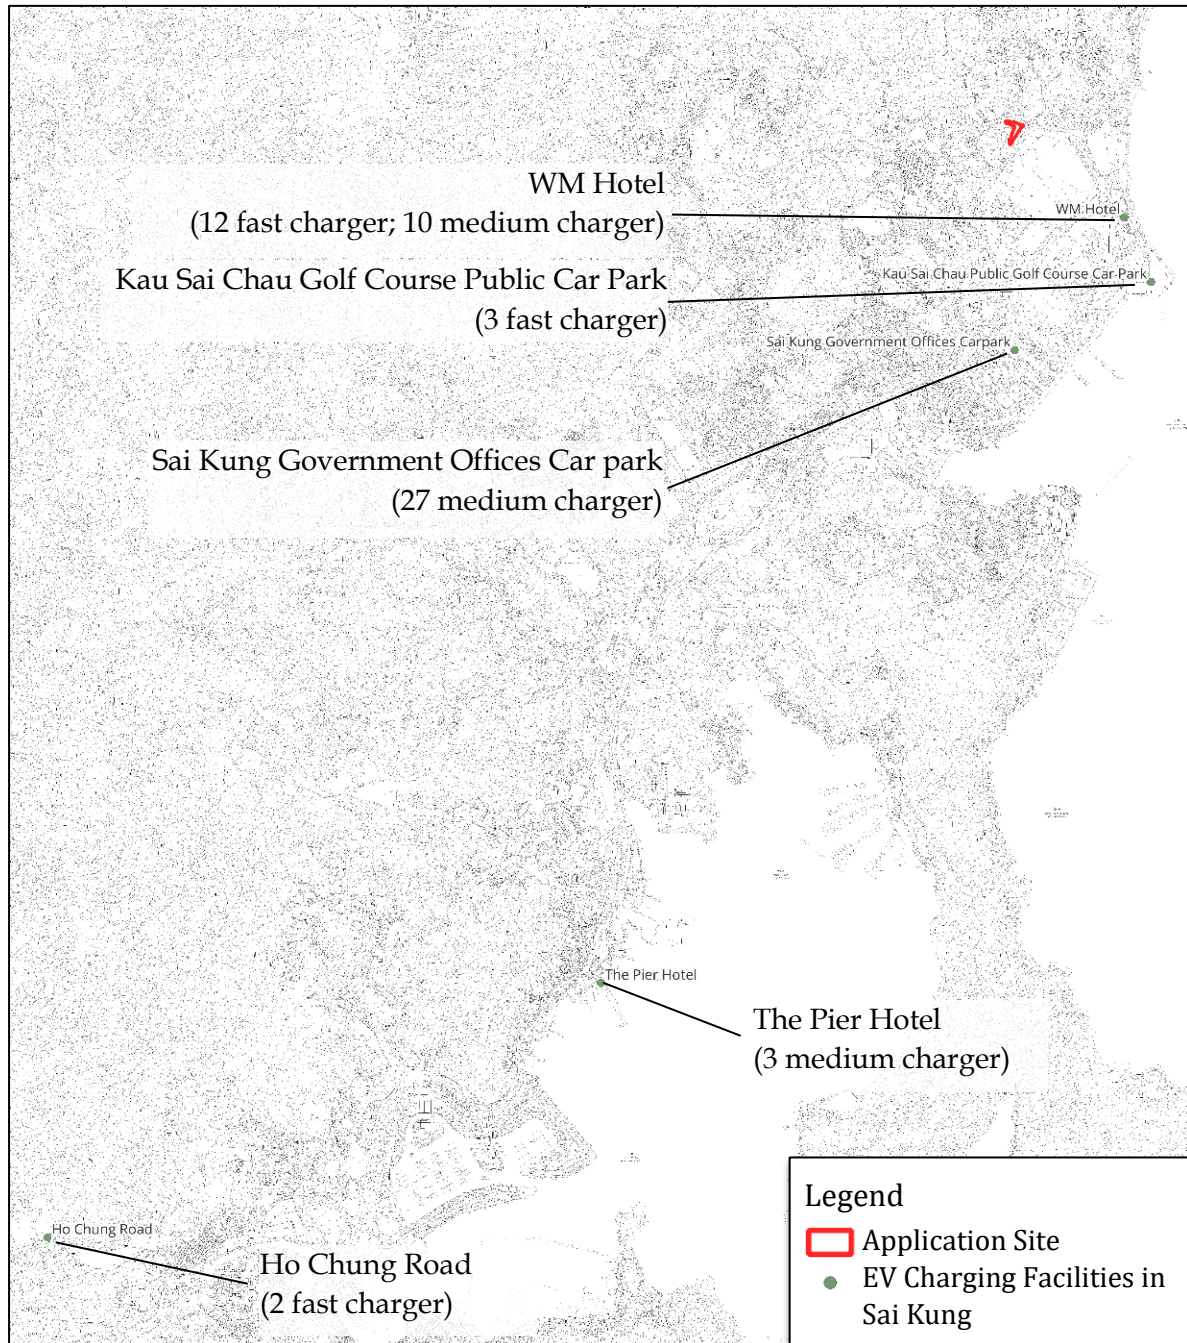 WM Hotel
(12 fast charger; 10 medium charger)
WM Hotel
Kau Sai Chau Golf Course Public Car Park
(3 fast charger)
Kau Sai Chau Public Golf Course Car Park
Sai Kung Government Offices Carpark
Sai Kung Government Offices Car park
(27 medium charger)
The Pier Hotel
The Pier Hotel
(3 medium charger)
Ho Chung Road
Ho Chung Road
(2 fast charger)
Legend
Application Site
EV Charging Facilities in
Sai Kung